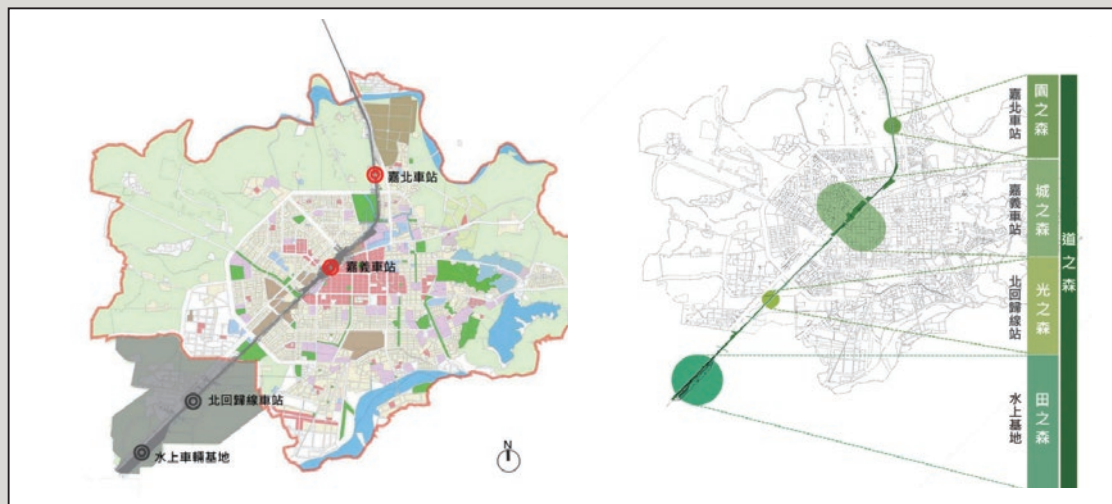 嘉北車站
嘉義車站
北回歸線車站
水上車輛基地
N
嘉北車站
園之森
嘉義車站
城之森
北回歸線站
光之森
水上基地
田之森
道之森